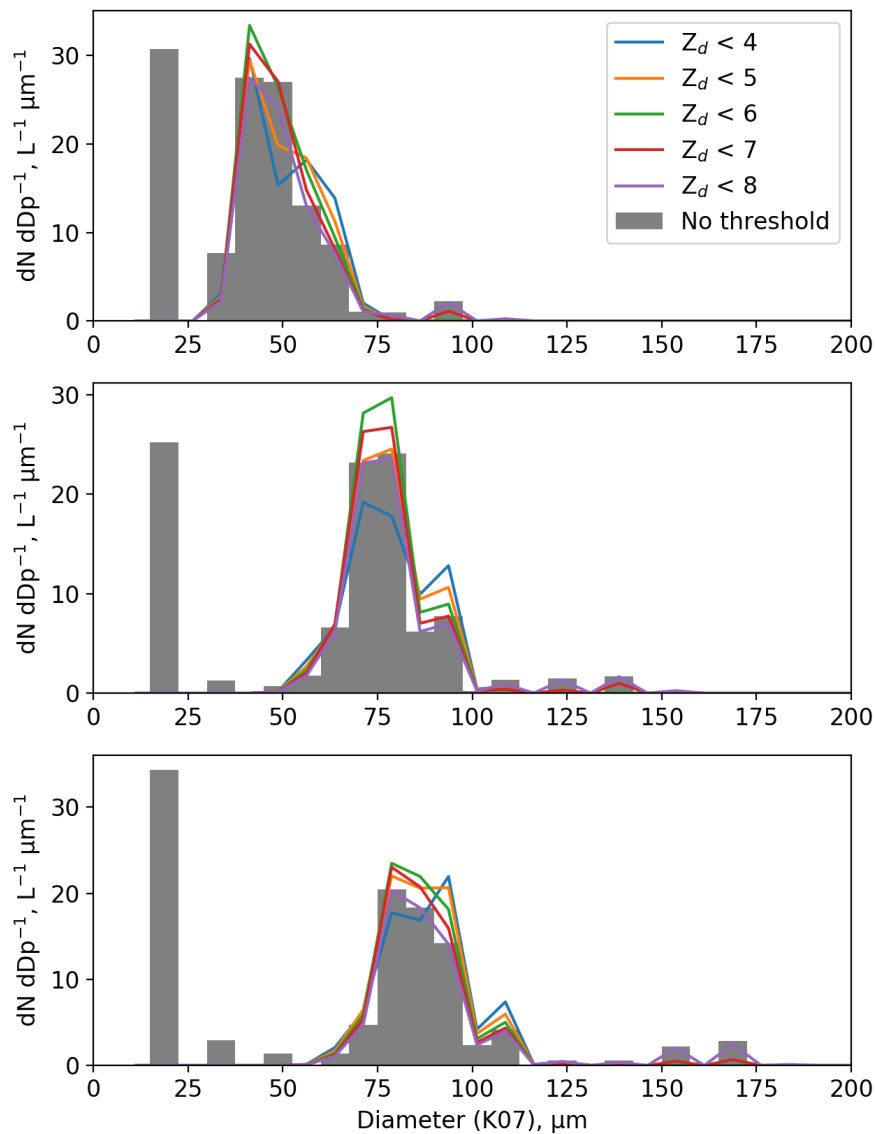 dN dDp⁻¹, L⁻¹ µm⁻¹
30
20
10
0
Z_d < 4
Z_d < 5
Z_d < 6
Z_d < 7
Z_d < 8
No threshold
0 25 50 75 100 125 150 175 200
dN dDp⁻¹, L⁻¹ µm⁻¹
30
20
10
0
0 25 50 75 100 125 150 175 200
dN dDp⁻¹, L⁻¹ µm⁻¹
30
20
10
0
0 25 50 75 100 125 150 175 200
Diameter (K07), µm